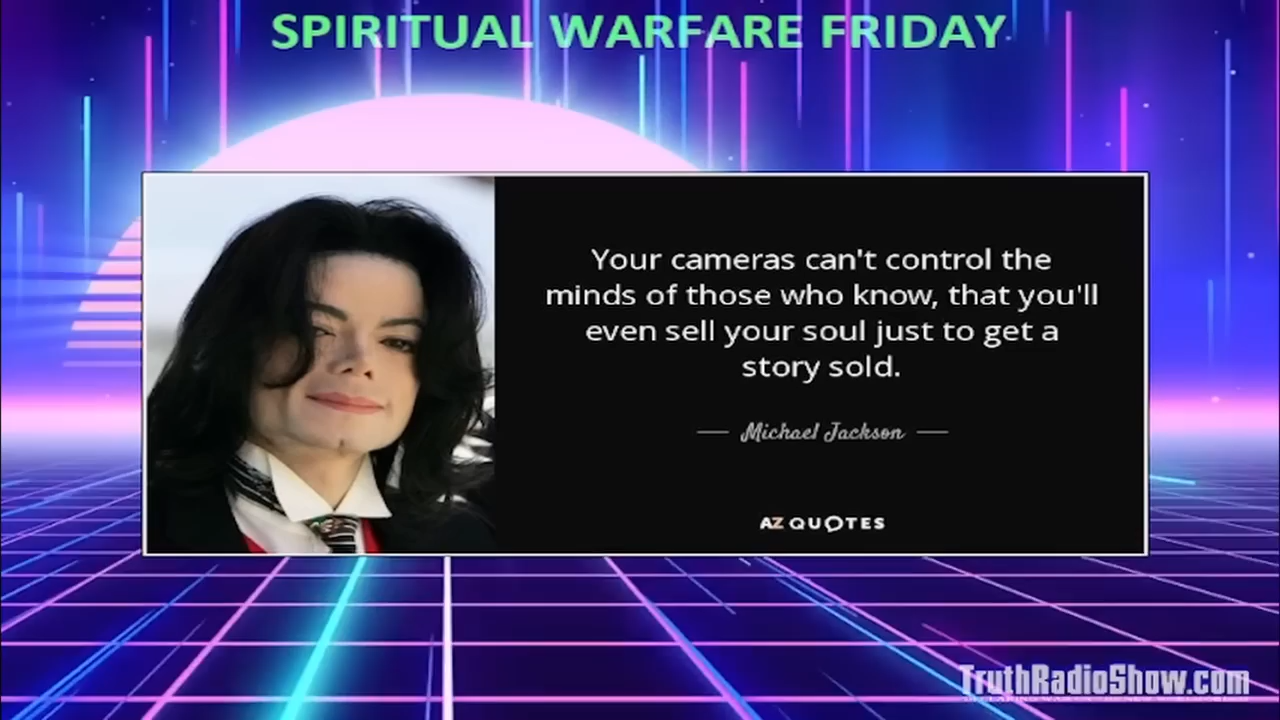 SPIRITUAL WARFARE FRIDAY
Your cameras can't control the
minds of those who know, that you'll
even sell your soul just to get a
story sold.
Michael Jackson
AZ QUOTES
TruthRadioShow.com